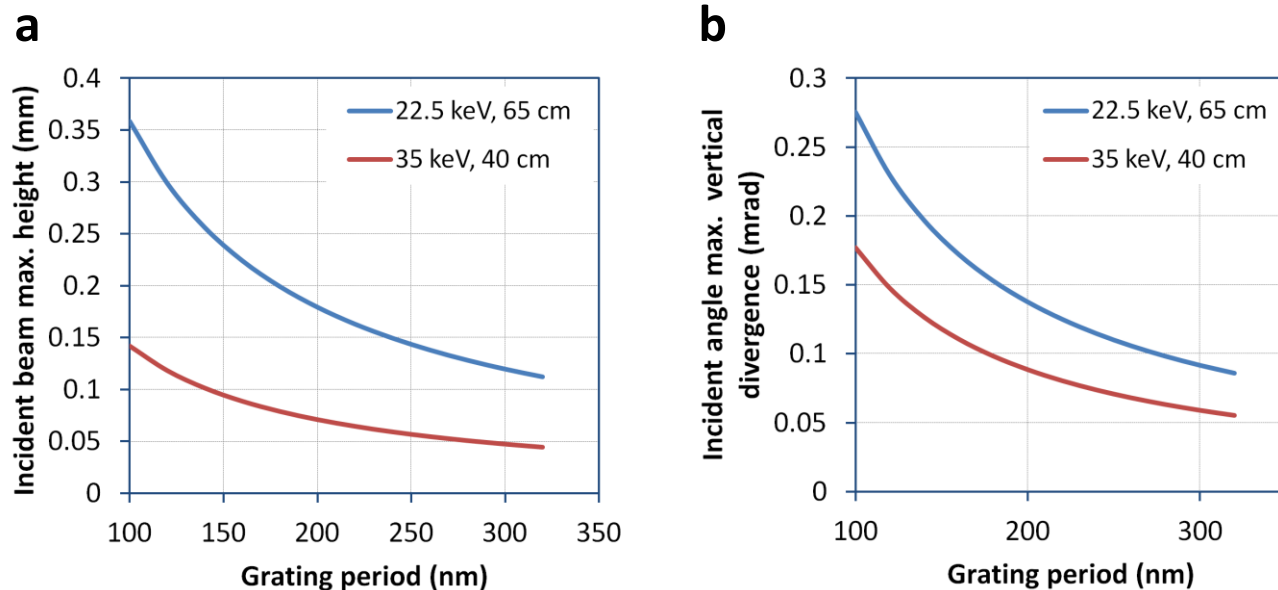 a
Incident beam max. height (mm)
0.4
0.35
0.3
0.25
0.2
0.15
0.1
0.05
0
22.5 keV, 65 cm
35 keV, 40 cm
100 150 200 250 300 350
Grating period (nm)
b
Incident angle max. vertical
divergence (mrad)
0.3
0.25
0.2
0.15
0.1
0.05
0
22.5 keV, 65 cm
35 keV, 40 cm
100 200 300
Grating period (nm)